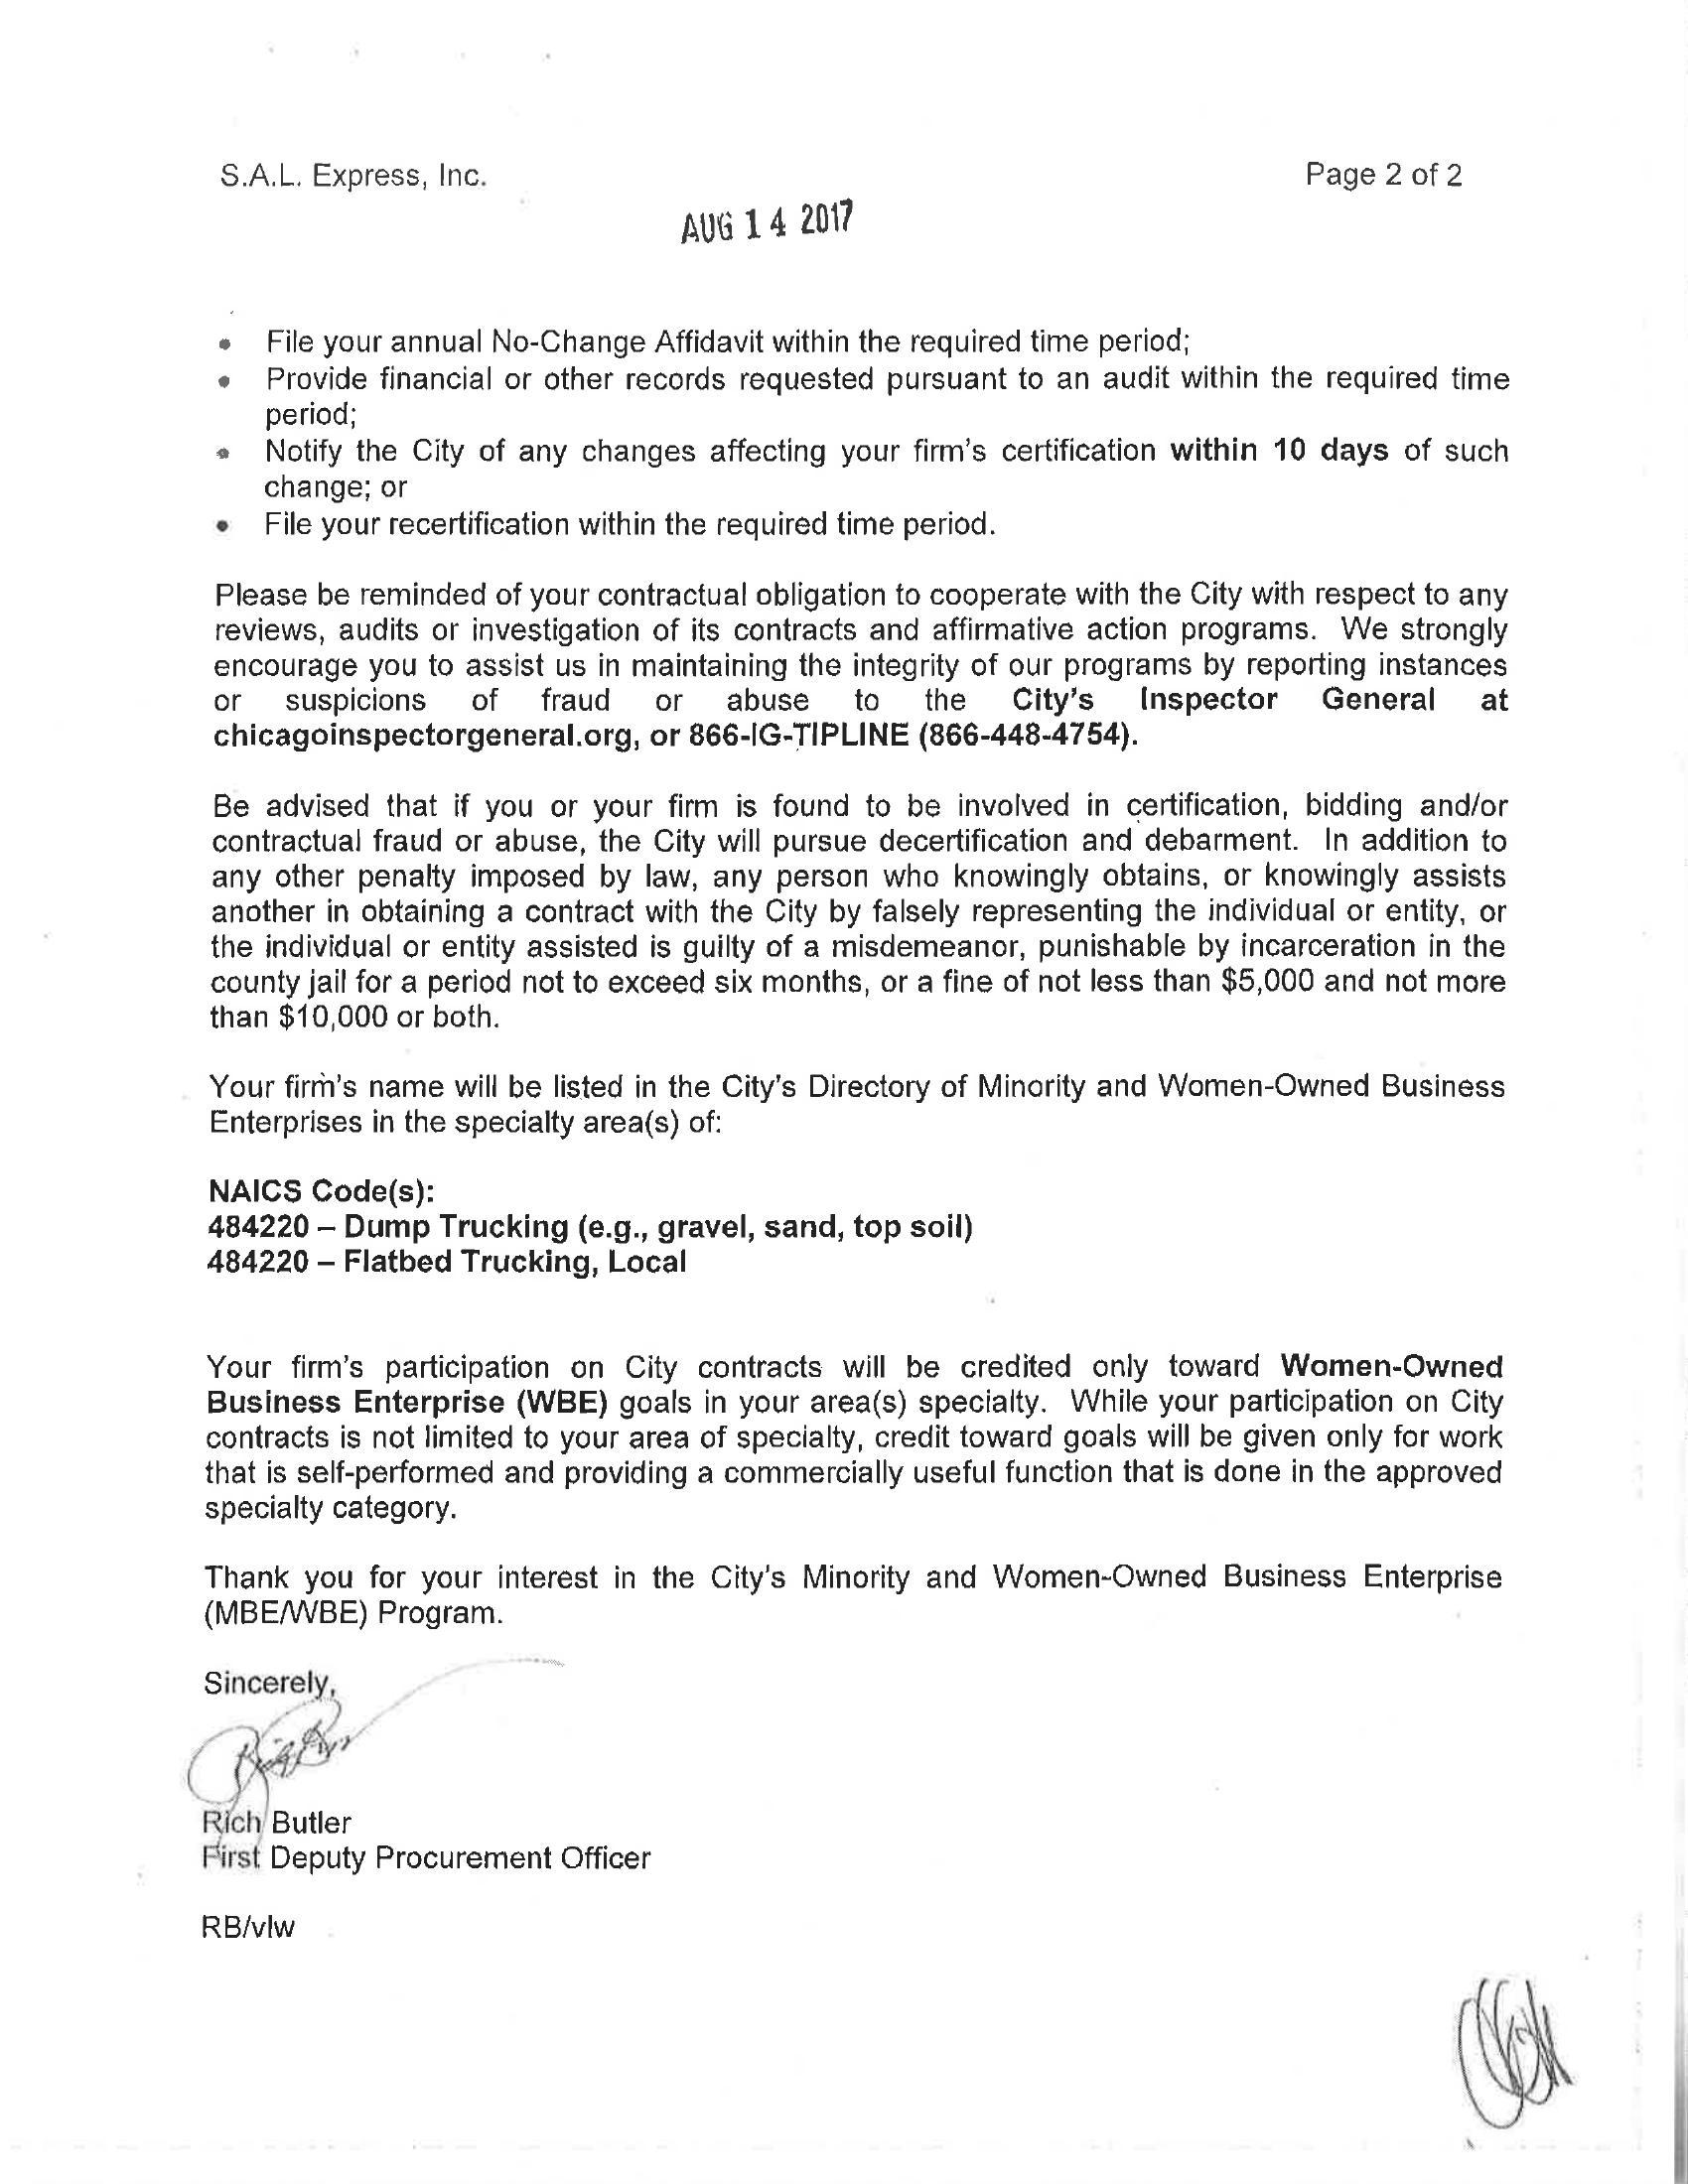 S.A.L. Express, Inc.
Page 2 of 2
AUG 14 2017
• File your annual No-Change Affidavit within the required time period;
• Provide financial or other records requested pursuant to an audit within the required time
period;
• Notify the City of any changes affecting your firm's certification within 10 days of such
change; or
• File your recertification within the required time period.
Please be reminded of your contractual obligation to cooperate with the City with respect to any
reviews, audits or investigation of its contracts and affirmative action programs. We strongly
encourage you to assist us in maintaining the integrity of our programs by reporting instances
or suspicions of fraud or abuse to the City's Inspector General at
chicagoinspectorgeneral.org, or 866-IG-TIPLINE (866-448-4754).
Be advised that if you or your firm is found to be involved in certification, bidding and/or
contractual fraud or abuse, the City will pursue decertification and debarment. In addition to
any other penalty imposed by law, any person who knowingly obtains, or knowingly assists
another in obtaining a contract with the City by falsely representing the individual or entity, or
the individual or entity assisted is guilty of a misdemeanor, punishable by incarceration in the
county jail for a period not to exceed six months, or a fine of not less than $5,000 and not more
than $10,000 or both.
Your firm's name will be listed in the City's Directory of Minority and Women-Owned Business
Enterprises in the specialty area(s) of:
NAICS Code(s):
484220 – Dump Trucking (e.g., gravel, sand, top soil)
484220 – Flatbed Trucking, Local
Your firm's participation on City contracts will be credited only toward Women-Owned
Business Enterprise (WBE) goals in your area(s) specialty. While your participation on City
contracts is not limited to your area of specialty, credit toward goals will be given only for work
that is self-performed and providing a commercially useful function that is done in the approved
specialty category.
Thank you for your interest in the City's Minority and Women-Owned Business Enterprise
(MBE/WBE) Program.
Sincerely,
Rich Butler
First Deputy Procurement Officer
RB/vlw